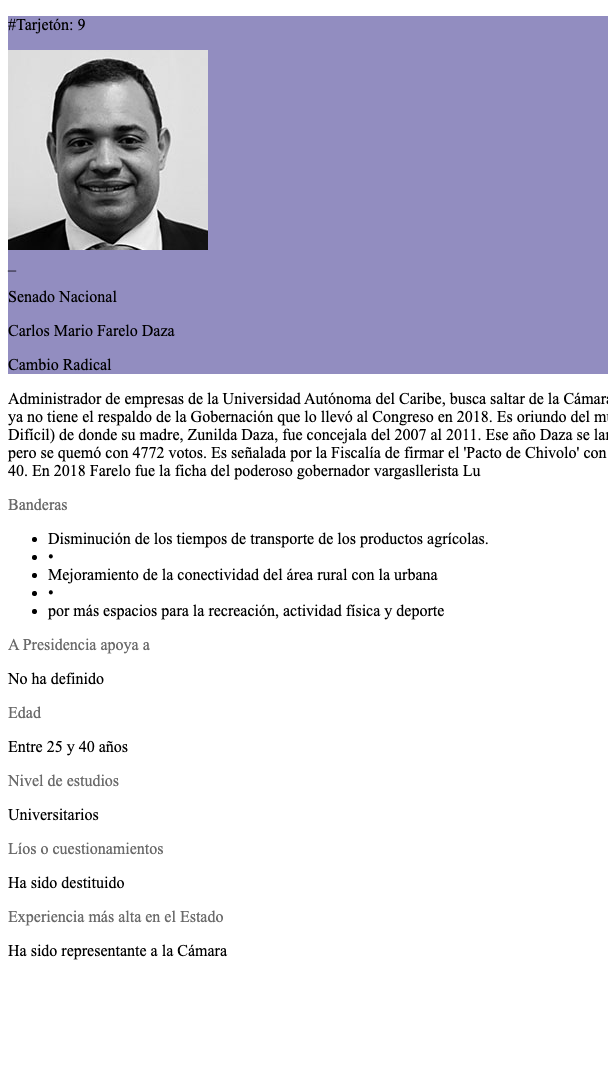 #Tarjetón: 9
_
Senado Nacional
Carlos Mario Farelo Daza
Cambio Radical
Administrador de empresas de la Universidad Autónoma del Caribe, busca saltar de la Cámara
ya no tiene el respaldo de la Gobernación que lo llevó al Congreso en 2018. Es oriundo del
Difícil) de donde su madre, Zunilda Daza, fue concejala del 2007 al 2011. Ese año Daza se
pero se quemó con 4772 votos. Es señalada por la Fiscalía de firmar el 'Pacto de Chivolo' con
40. En 2018 Farelo fue la ficha del poderoso gobernador vargasllerista Lu
Banderas
• Disminución de los tiempos de transporte de los productos agrícolas.
• •
• Mejoramiento de la conectividad del área rural con la urbana
• •
• por más espacios para la recreación, actividad física y deporte
A Presidencia apoya a
No ha definido
Edad
Entre 25 y 40 años
Nivel de estudios
Universitarios
Líos o cuestionamientos
Ha sido destituido
Experiencia más alta en el Estado
Ha sido representante a la Cámara